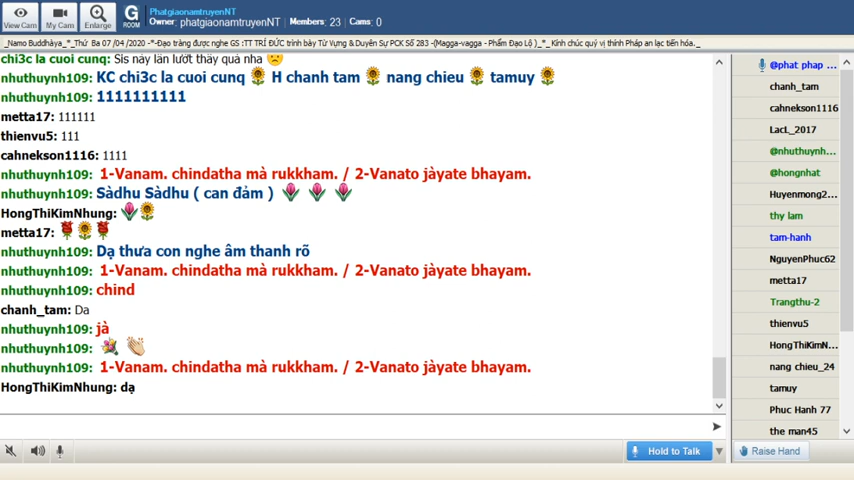 View Cam
My Cam
Enlarge
G
ROOM
PhatgiaonamtruyenNT
Owner: phatgiaonamtruyenNT | Members: 23 | Cams: 0
_Namo Buddhàya_*_Thứ Ba 07 /04 /2020 -*-Đạo tràng được nghe GS :TT TRÍ ĐỨC trình bày Từ Vựng & Duyên Sự PCK Số 283 -(Magga-vagga - Phẩm Đạo Lộ )_*_ Kính chúc quý vị thính Pháp an lạc tiến hóa._
chi3c la cuoi cunq: Sis này lần lướt thấy quá nha
nhuthuynh109: KC chi3c la cuoi cunq H chanh tam nang chieu tamuy
nhuthuynh109: 1111111111
metta17: 111111
thienvu5: 111
cahnekson1116: 1111
nhuthuynh109: 1-Vanam. chindatha mà rukkham. / 2-Vanato jàyate bhayam.
nhuthuynh109: Sàdhu Sàdhu ( can đảm )
HongThiKimNhung:
metta17:
nhuthuynh109: Dạ thưa con nghe âm thanh rõ
nhuthuynh109: 1-Vanam. chindatha mà rukkham. / 2-Vanato jàyate bhayam.
nhuthuynh109: chind
chanh_tam: Da
nhuthuynh109: jà
nhuthuynh109:
nhuthuynh109: 1-Vanam. chindatha mà rukkham. / 2-Vanato jàyate bhayam.
HongThiKimNhung: dạ
@phat phap ...
chanh_tam
cahnekson1116
LacL_2017
@nhuthuynh...
@hongnhat
Huyenmong2...
thy lam
tam-hanh
NguyenPhuc62
metta17
Trangthu-2
thienvu5
HongThiKimN...
nang chieu_24
tamuy
Phuc Hanh 77
the man45
Hold to Talk
Raise Hand